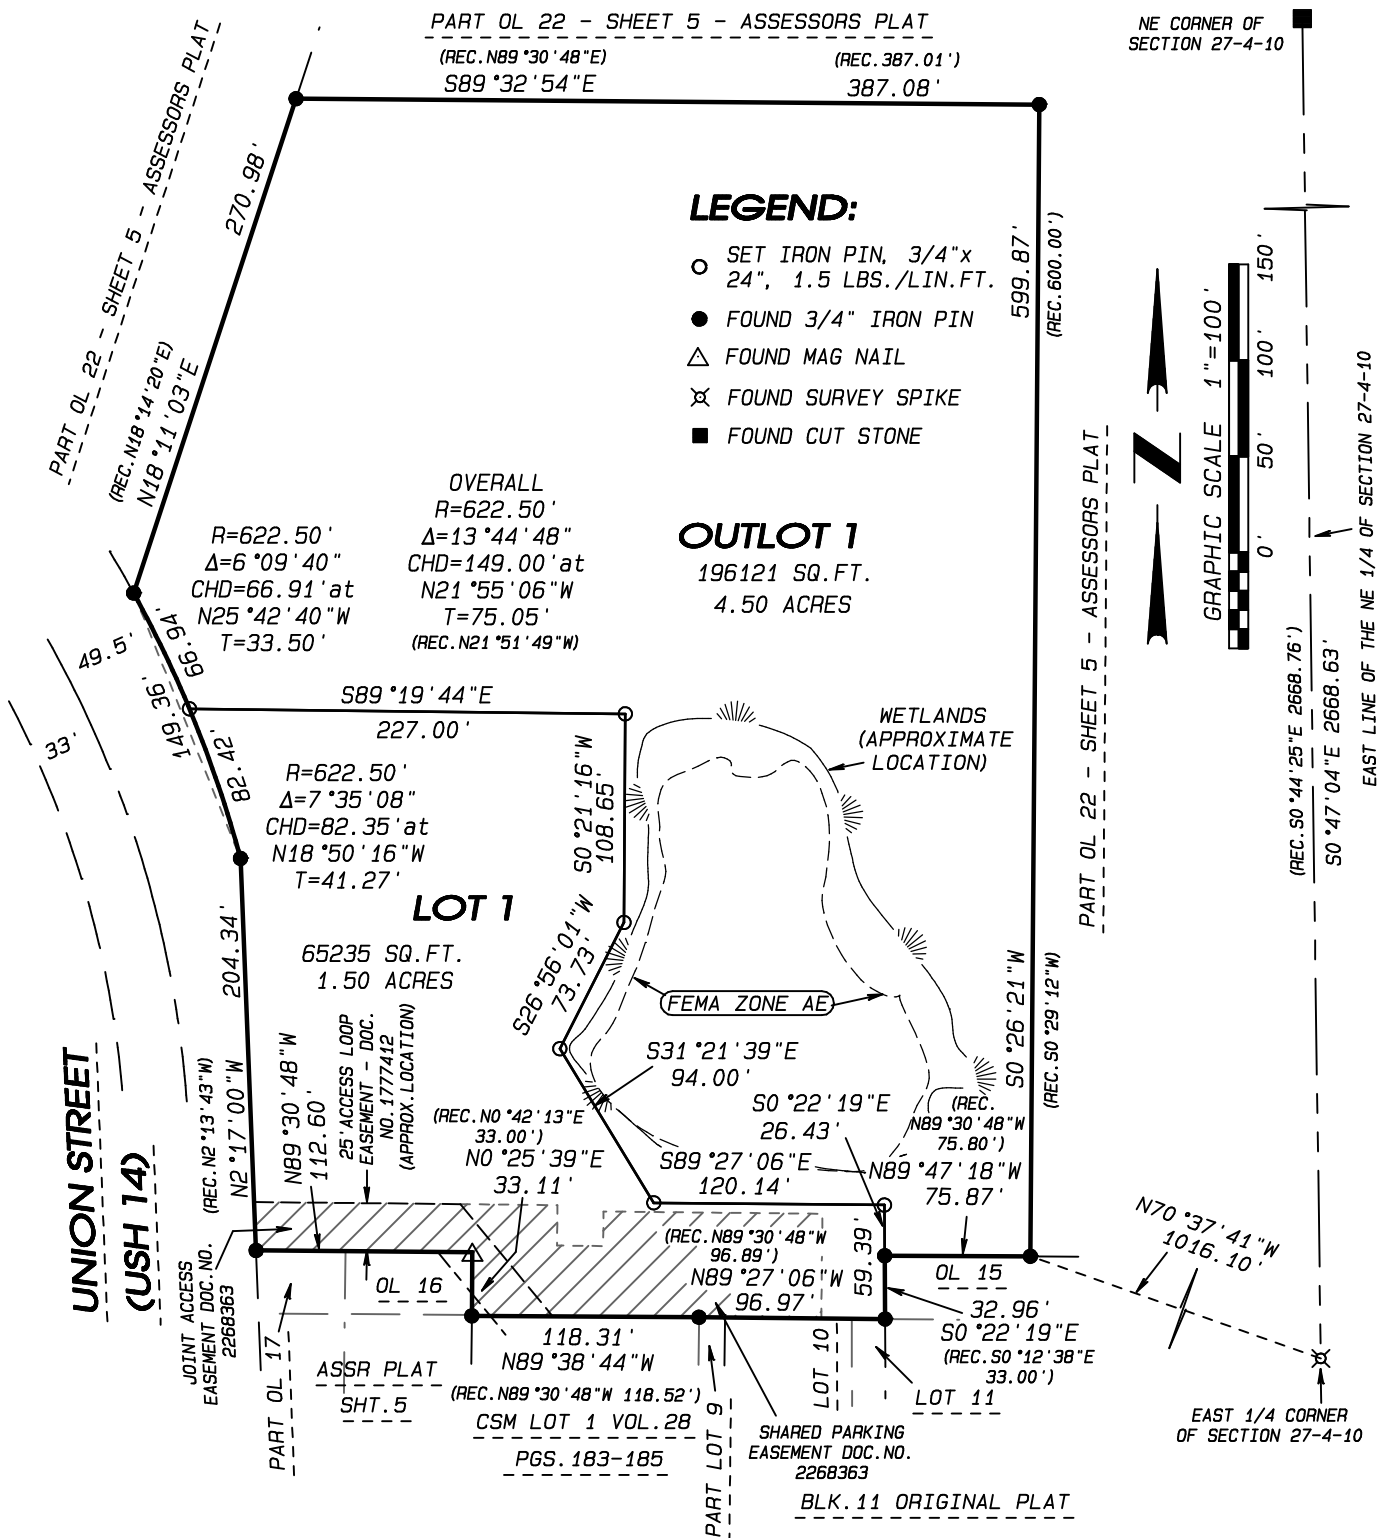 PART OL 22 - SHEET 5 - ASSESSORS PLAT
(REC.N89°30'48"E)
S89°32'54"E
(REC.387.01')
387.08'
NE CORNER OF
SECTION 27-4-10
PART OL 22 - SHEET 5 - ASSESSORS PLAT
270.98'
(REC.N18°14'20"E)
N18°11'03"E
LEGEND:
SET IRON PIN, 3/4"x
24", 1.5 LBS./LIN.FT.
FOUND 3/4" IRON PIN
FOUND MAG NAIL
FOUND SURVEY SPIKE
FOUND CUT STONE
599.87'
(REC.600.00')
N
GRAPHIC SCALE 1"=100'
0'
50'
100'
150'
EAST LINE OF THE NE 1/4 OF SECTION 27-4-10
(REC.S0°44'25"E 2668.76')
S0°47'04"E 2668.63'
R=622.50'
Δ=6°09'40"
CHD=66.91'at
N25°42'40"W
T=33.50'
OVERALL
R=622.50'
Δ=13°44'48"
CHD=149.00'at
N21°55'06"W
T=75.05'
(REC.N21°51'49"W)
OUTLOT 1
196121 SQ.FT.
4.50 ACRES
PART OL 22 - SHEET 5 - ASSESSORS PLAT
49.5'
33'
66.94'
149.36'
82.42'
S89°19'44"E
227.00'
S0°21'16"W
108.65'
WETLANDS
(APPROXIMATE
LOCATION)
R=622.50'
Δ=7°35'08"
CHD=82.35'at
N18°50'16"W
T=41.27'
LOT 1
65235 SQ.FT.
1.50 ACRES
204.34'
(REC.N2°13'43"W)
N2°17'00"W
S26°56'01"W
73.73'
FEMA ZONE AE
S0°26'21"W
(REC.S0°29'12"W)
UNION STREET
(USH 14)
N89°30'48"W
112.60'
25'ACCESS LOOP
EASEMENT - DOC.
NO.1777412
(APPROX.LOCATION)
S31°21'39"E
94.00'
(REC.N0°42'13"E
33.00')
N0°25'39"E
33.11'
S0°22'19"E
26.43'
(REC.
N89°30'48"W
75.80')
N89°47'18"W
75.87'
S89°27'06"E
120.14'
(REC.N89°30'48"W
96.89')
N89°27'06"W
96.97'
59.39'
OL 15
32.96'
S0°22'19"E
(REC.S0°12'38"E
33.00')
N70°37'41"W
1016.10'
JOINT ACCESS
EASEMENT DOC.NO.
2268363
PART OL 17
OL 16
118.31'
N89°38'44"W
(REC.N89°30'48"W 118.52')
ASSR PLAT
SHT.5
CSM LOT 1 VOL.28
PGS.183-185
PART LOT 9
LOT 10
LOT 11
SHARED PARKING
EASEMENT DOC.NO.
2268363
BLK.11 ORIGINAL PLAT
EAST 1/4 CORNER
OF SECTION 27-4-10